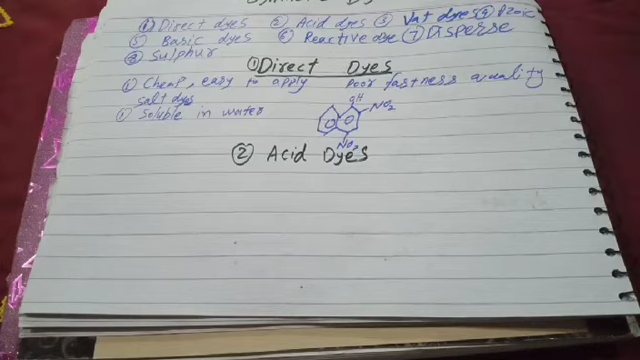 ① Direct dyes ② Acid dyes ③ Vat dyes ④ Azoic
⑤ Basic dyes ⑥ Reactive dye ⑦ Disperse
⑧ Sulphur
① Direct Dyes
① Cheap, easy to apply Poor fastness quality
salt dyes
① Soluble in water
OH
NO2
NO2
② Acid Dyes